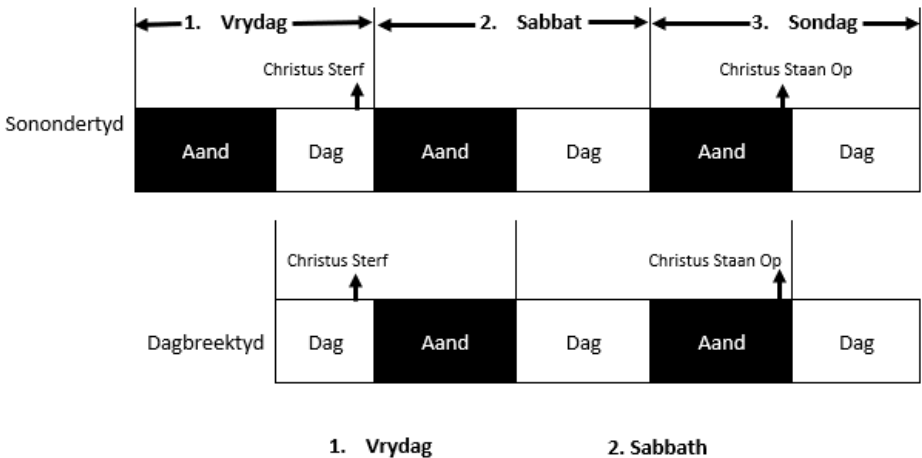 1. Vrydag 2. Sabbat 3. Sondag
Christus Sterf Christus Staan Op
Sonondertyd Aand Dag Aand Dag Aand Dag
Christus Sterf Christus Staan Op
Dagbreektyd Dag Aand Dag Aand Dag
1. Vrydag 2. Sabbath